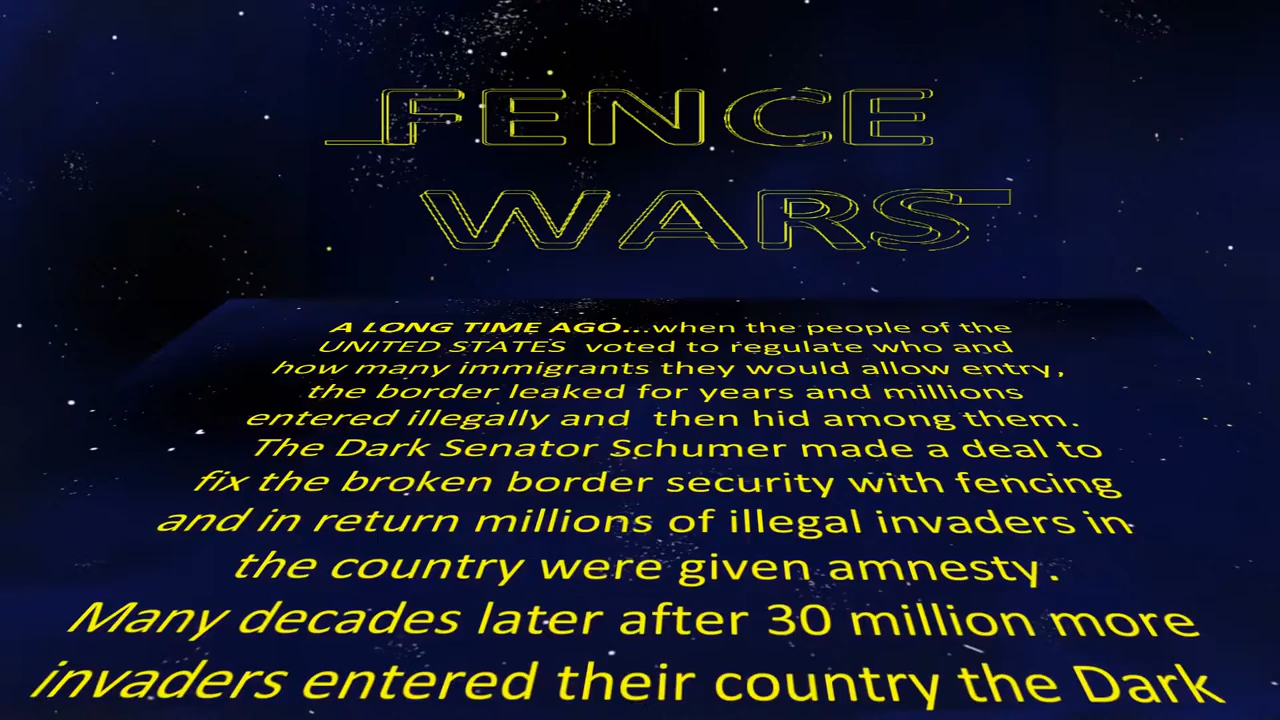 FENCE
WARS
A LONG TIME AGO...when the people of the
UNITED STATES voted to regulate who and
how many immigrants they would allow entry,
the border leaked for years and millions
entered illegally and then hid among them.
The Dark Senator Schumer made a deal to
fix the broken border security with fencing
and in return millions of illegal invaders in
the country were given amnesty.
Many decades later after 30 million more
invaders entered their country the Dark